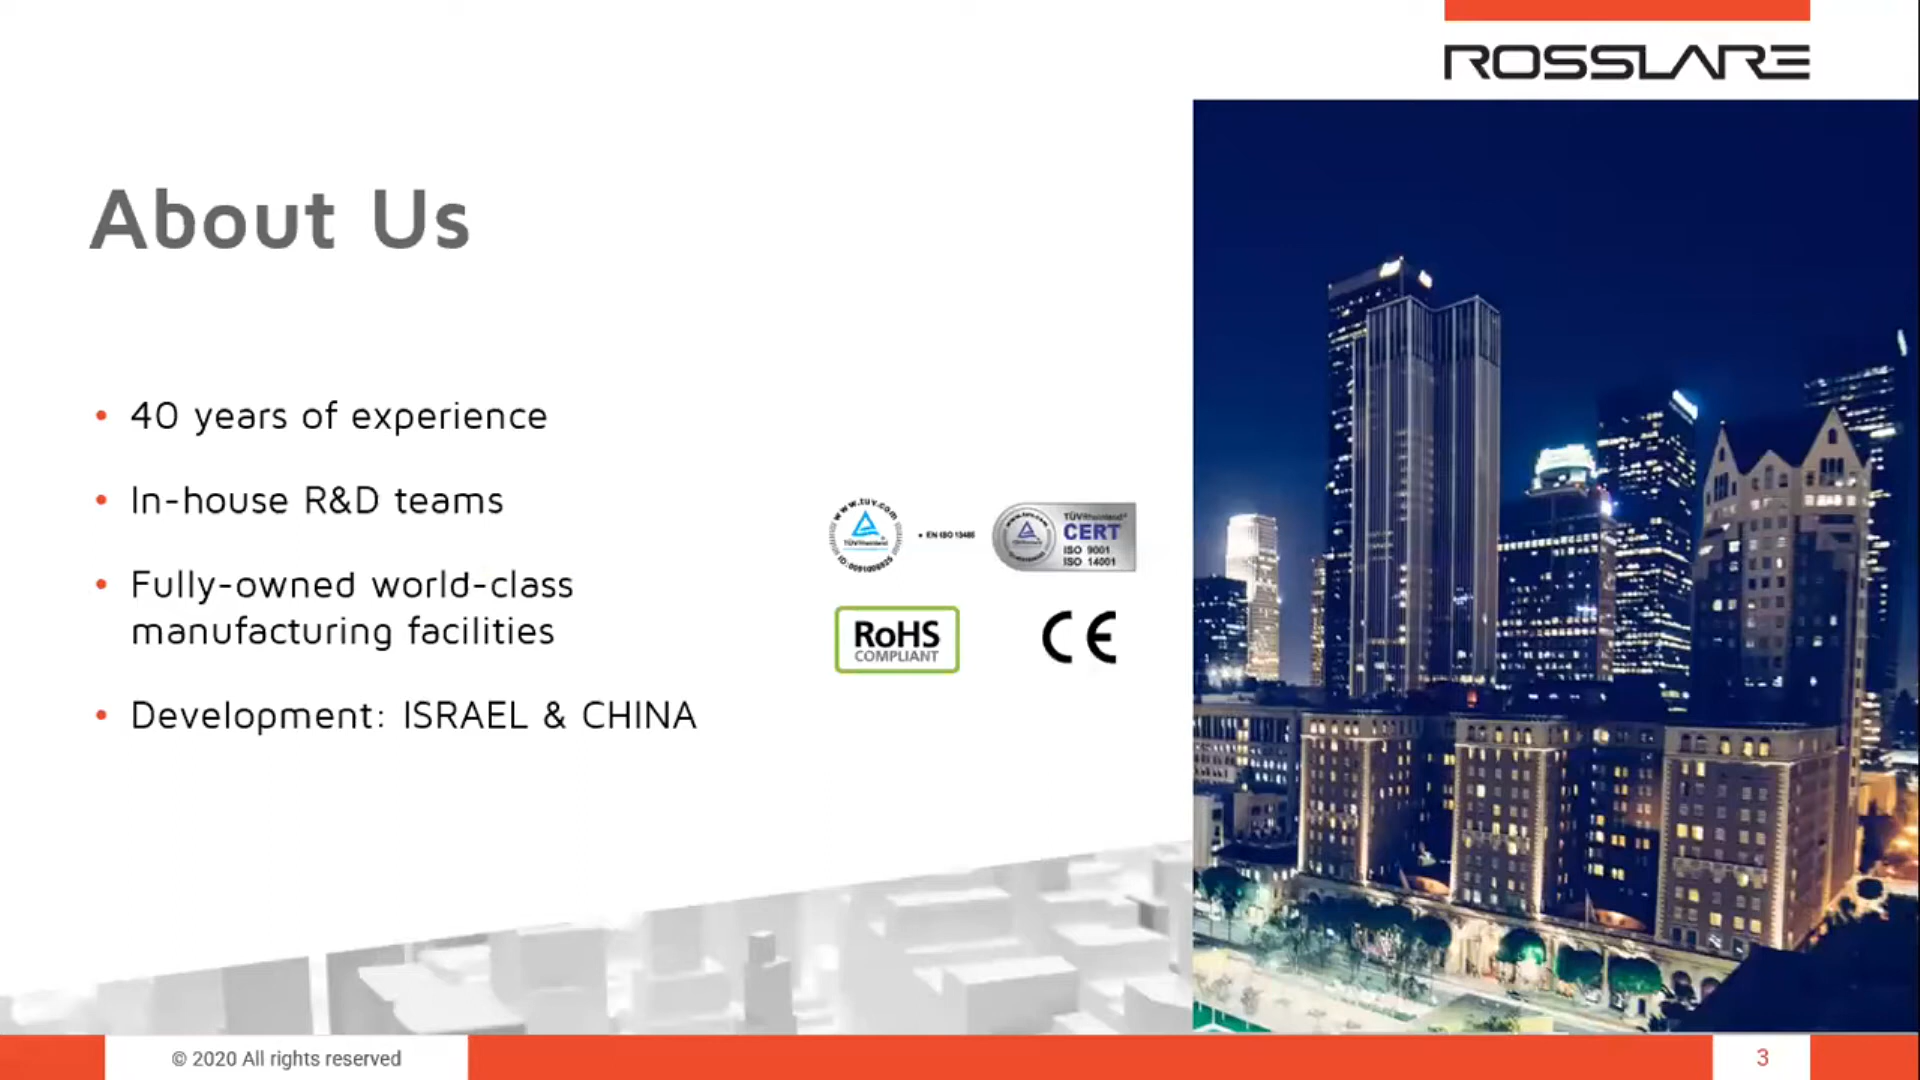 ROSSLARE
About Us
• 40 years of experience
• In-house R&D teams
• Fully-owned world-class
manufacturing facilities
• Development: ISRAEL & CHINA
www.tuv.com
TÜVRheinland
• EN ISO 13485
TÜVRheinland®
CERT
ISO 9001
ISO 14001
RoHS
COMPLIANT
CE
© 2020 All rights reserved
3